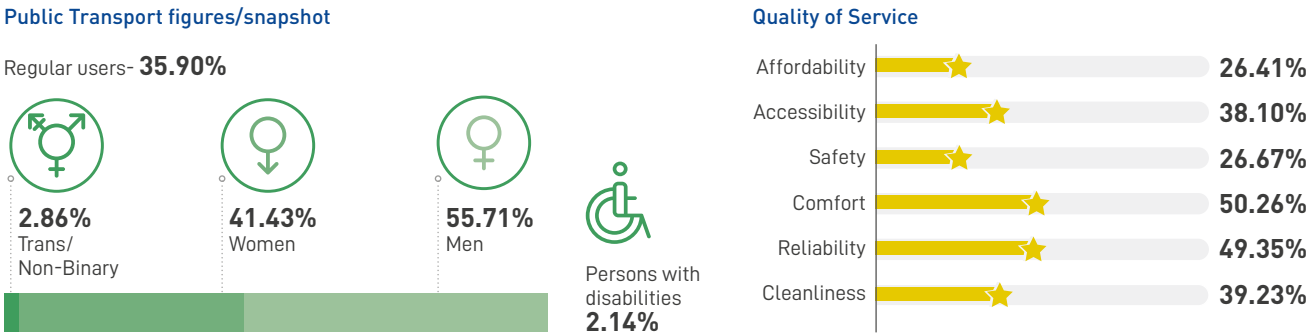 Public Transport figures/snapshot
Regular users- 35.90%
2.86%
Trans/
Non-Binary
41.43%
Women
55.71%
Men
Persons with
disabilities
2.14%
Quality of Service
Affordability 26.41%
Accessibility 38.10%
Safety 26.67%
Comfort 50.26%
Reliability 49.35%
Cleanliness 39.23%